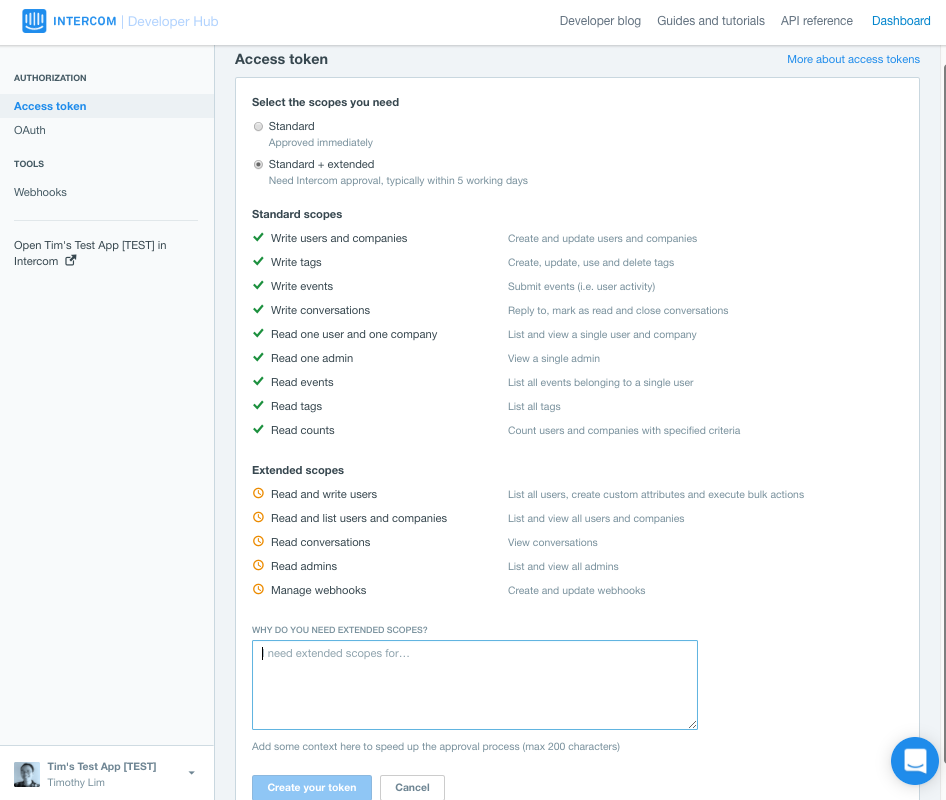 INTERCOM | Developer Hub
Developer blog Guides and tutorials API reference Dashboard
AUTHORIZATION
Access token
OAuth
TOOLS
Webhooks
Open Tim's Test App [TEST] in
Intercom
Tim's Test App [TEST]
Timothy Lim
Access token
More about access tokens
Select the scopes you need
Standard
Approved immediately
Standard + extended
Need Intercom approval, typically within 5 working days
Standard scopes
Write users and companies Create and update users and companies
Write tags Create, update, use and delete tags
Write events Submit events (i.e. user activity)
Write conversations Reply to, mark as read and close conversations
Read one user and one company List and view a single user and company
Read one admin View a single admin
Read events List all events belonging to a single user
Read tags List all tags
Read counts Count users and companies with specified criteria
Extended scopes
Read and write users List all users, create custom attributes and execute bulk actions
Read and list users and companies List and view all users and companies
Read conversations View conversations
Read admins List and view all admins
Manage webhooks Create and update webhooks
WHY DO YOU NEED EXTENDED SCOPES?
I need extended scopes for…
Add some context here to speed up the approval process (max 200 characters)
Create your token Cancel